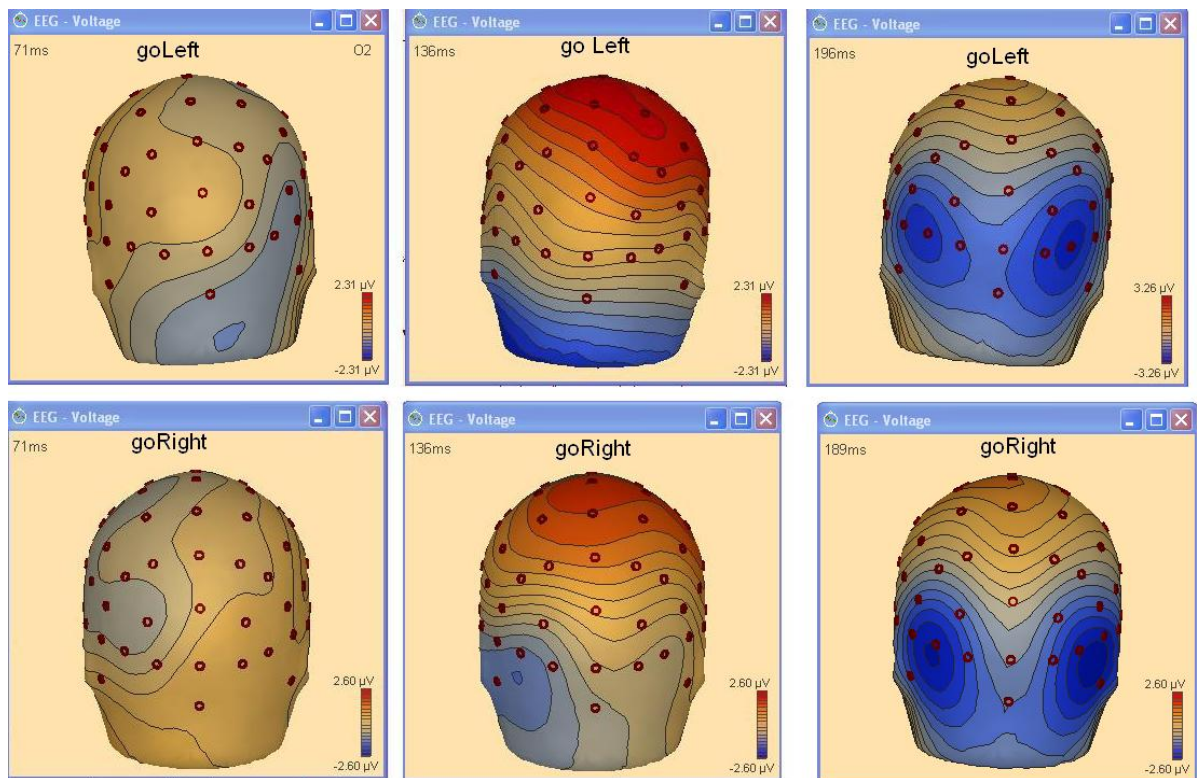 EEG - Voltage
71ms
goLeft
O2
2.31 µV
-2.31 µV
EEG - Voltage
136ms
go Left
2.31 µV
-2.31 µV
EEG - Voltage
196ms
goLeft
3.26 µV
-3.26 µV
EEG - Voltage
71ms
goRight
2.60 µV
-2.60 µV
EEG - Voltage
136ms
goRight
2.60 µV
-2.60 µV
EEG - Voltage
189ms
goRight
2.60 µV
-2.60 µV